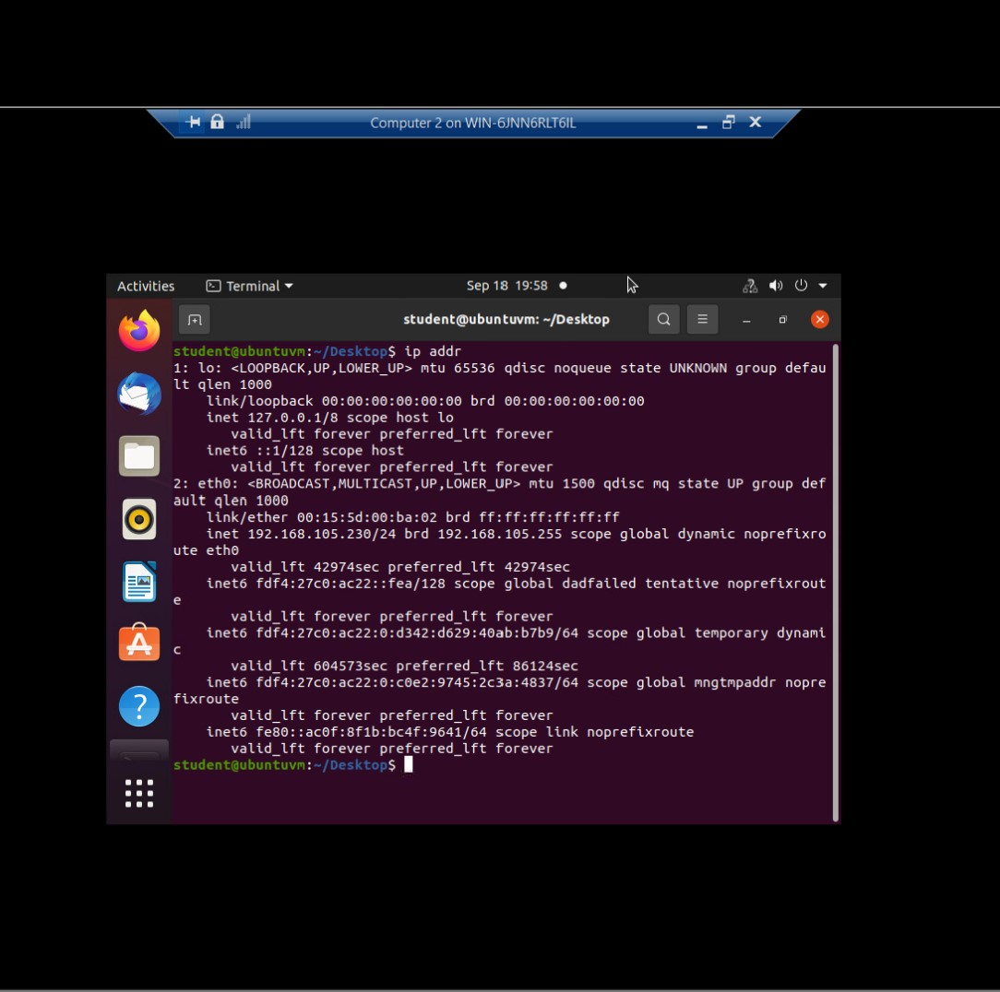 Computer 2 on WIN-6JNN6RLT6IL
Activities Terminal Sep 18 19:58
student@ubuntuvm: ~/Desktop
student@ubuntuvm:~/Desktop$ ip addr
1: lo: <LOOPBACK,UP,LOWER_UP> mtu 65536 qdisc noqueue state UNKNOWN group defau
lt qlen 1000
    link/loopback 00:00:00:00:00:00 brd 00:00:00:00:00:00
    inet 127.0.0.1/8 scope host lo
       valid_lft forever preferred_lft forever
    inet6 ::1/128 scope host
       valid_lft forever preferred_lft forever
2: eth0: <BROADCAST,MULTICAST,UP,LOWER_UP> mtu 1500 qdisc mq state UP group def
ault qlen 1000
    link/ether 00:15:5d:00:ba:02 brd ff:ff:ff:ff:ff:ff
    inet 192.168.105.230/24 brd 192.168.105.255 scope global dynamic noprefixro
ute eth0
       valid_lft 42974sec preferred_lft 42974sec
    inet6 fdf4:27c0:ac22::fea/128 scope global dadfailed tentative noprefixrout
e
       valid_lft forever preferred_lft forever
    inet6 fdf4:27c0:ac22:0:d342:d629:40ab:b7b9/64 scope global temporary dynami
c
       valid_lft 604573sec preferred_lft 86124sec
    inet6 fdf4:27c0:ac22:0:c0e2:9745:2c3a:4837/64 scope global mngtmpaddr nopre
fixroute
       valid_lft forever preferred_lft forever
    inet6 fe80::ac0f:8f1b:bc4f:9641/64 scope link noprefixroute
       valid_lft forever preferred_lft forever
student@ubuntuvm:~/Desktop$